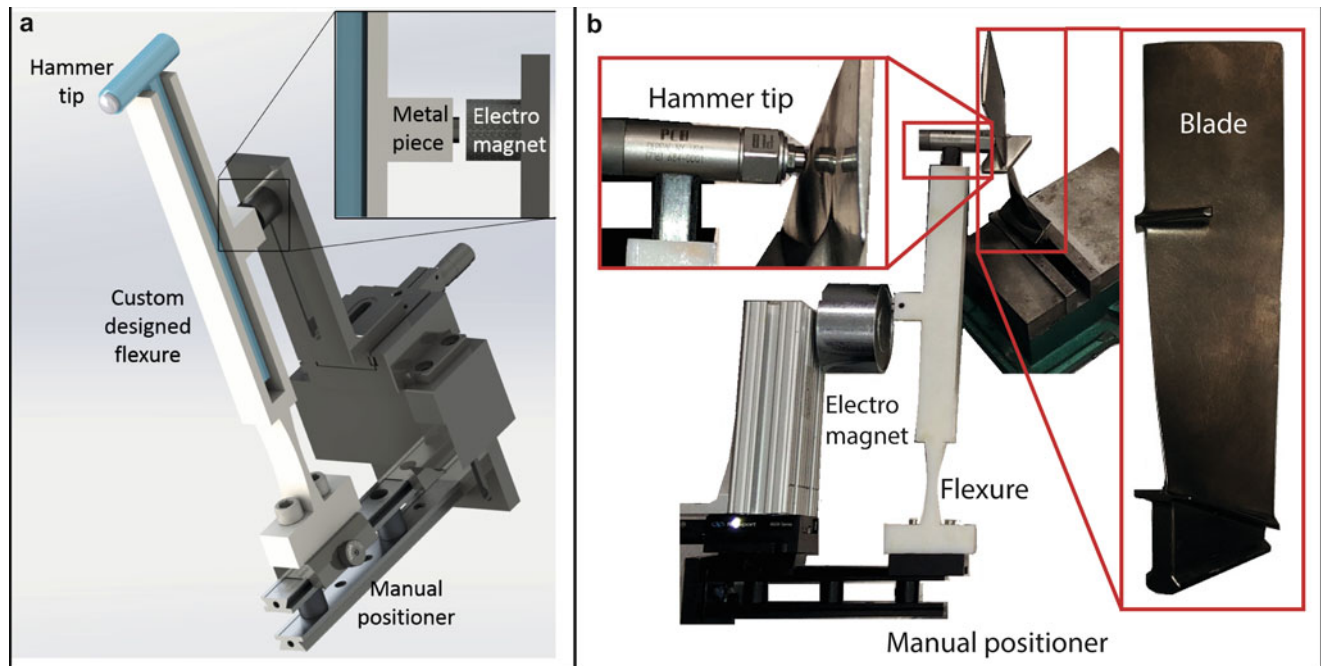 a
Hammer
tip
Metal
piece
Electro
magnet
Custom
designed
flexure
Manual
positioner
b
Hammer tip
Blade
Electro
magnet
Flexure
Manual positioner